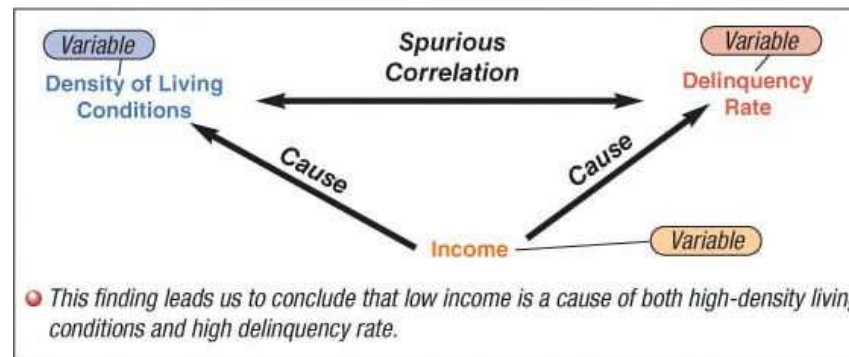 Variable
Spurious
Correlation
Variable
Density of Living
Conditions
Delinquency
Rate
Cause
Cause
Income
Variable
This finding leads us to conclude that low income is a cause of both high-density living
conditions and high delinquency rate.